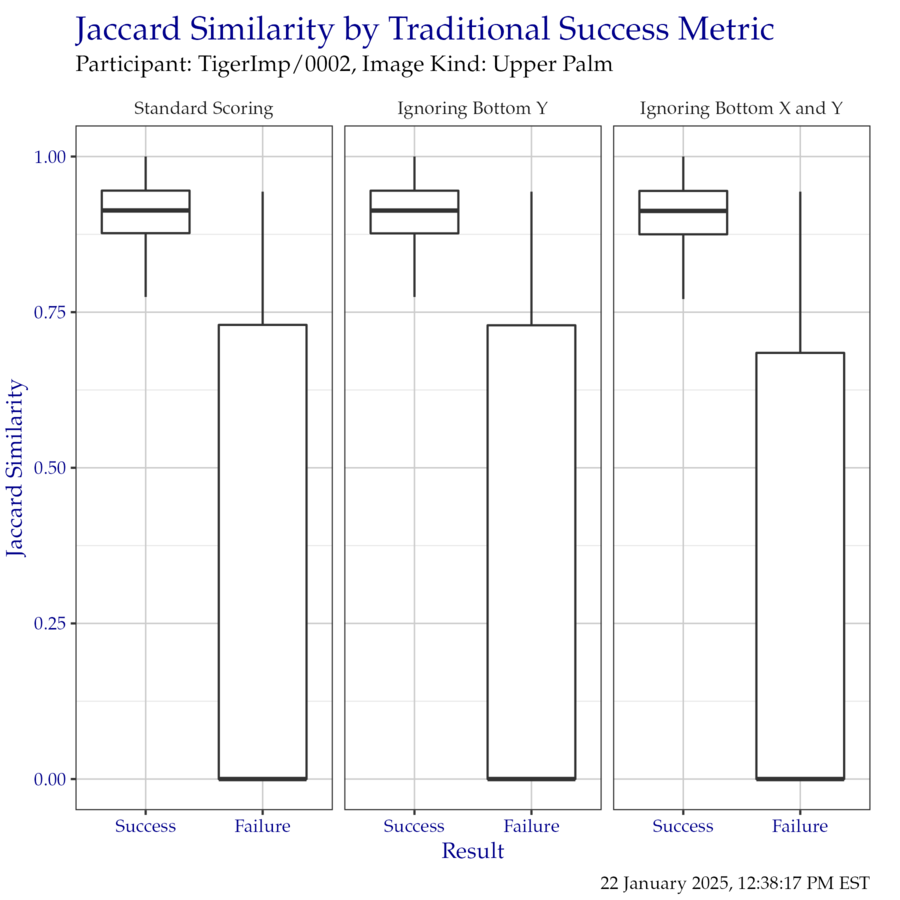 Jaccard Similarity by Traditional Success Metric
Participant: TigerImp/0002, Image Kind: Upper Palm
Standard Scoring
Ignoring Bottom Y
Ignoring Bottom X and Y
Jaccard Similarity
1.00
0.75
0.50
0.25
0.00
Success Failure
Success Failure
Success Failure
Result
22 January 2025, 12:38:17 PM EST